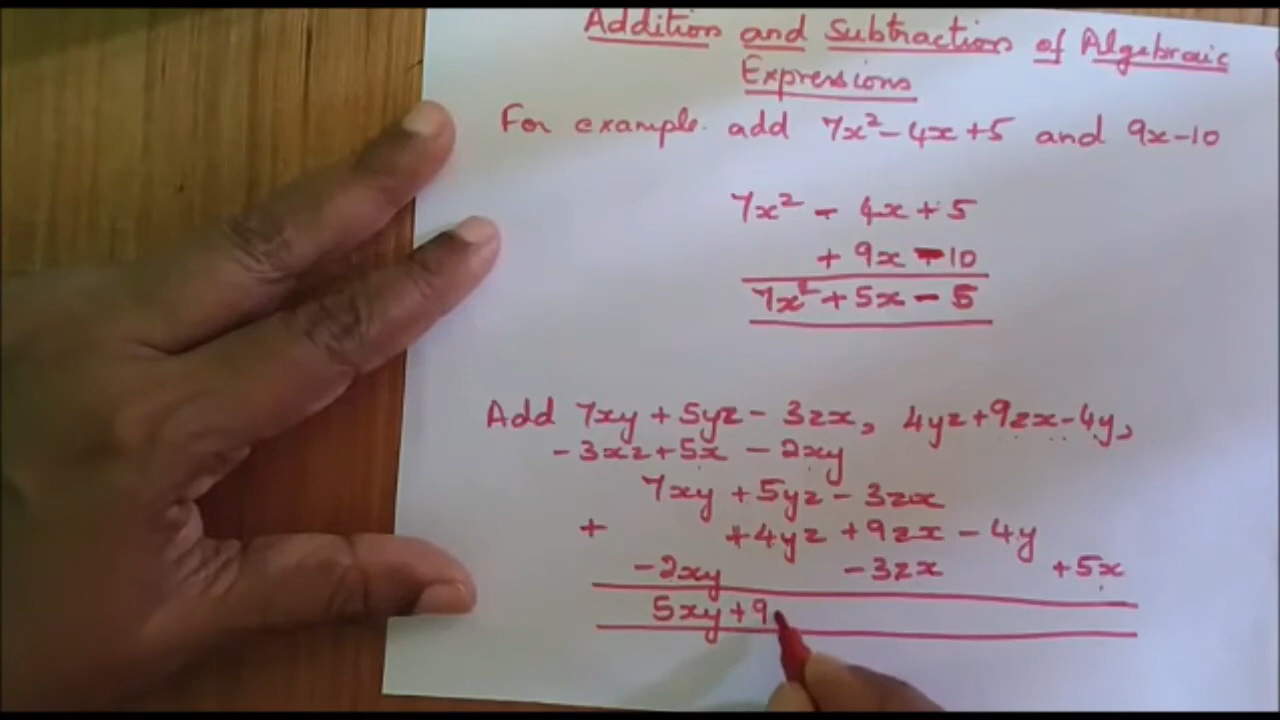 Addition and Subtraction of Algebraic
Expressions
For example. add 7x² - 4x + 5 and 9x - 10
7x² - 4x + 5
+ 9x - 10
7x² + 5x - 5
Add 7xy + 5yz - 3zx, 4yz + 9zx - 4y,
- 3xz + 5x - 2xy
7xy + 5yz - 3zx
+ + 4yz + 9zx - 4y
- 2xy - 3zx + 5x
5xy + 9